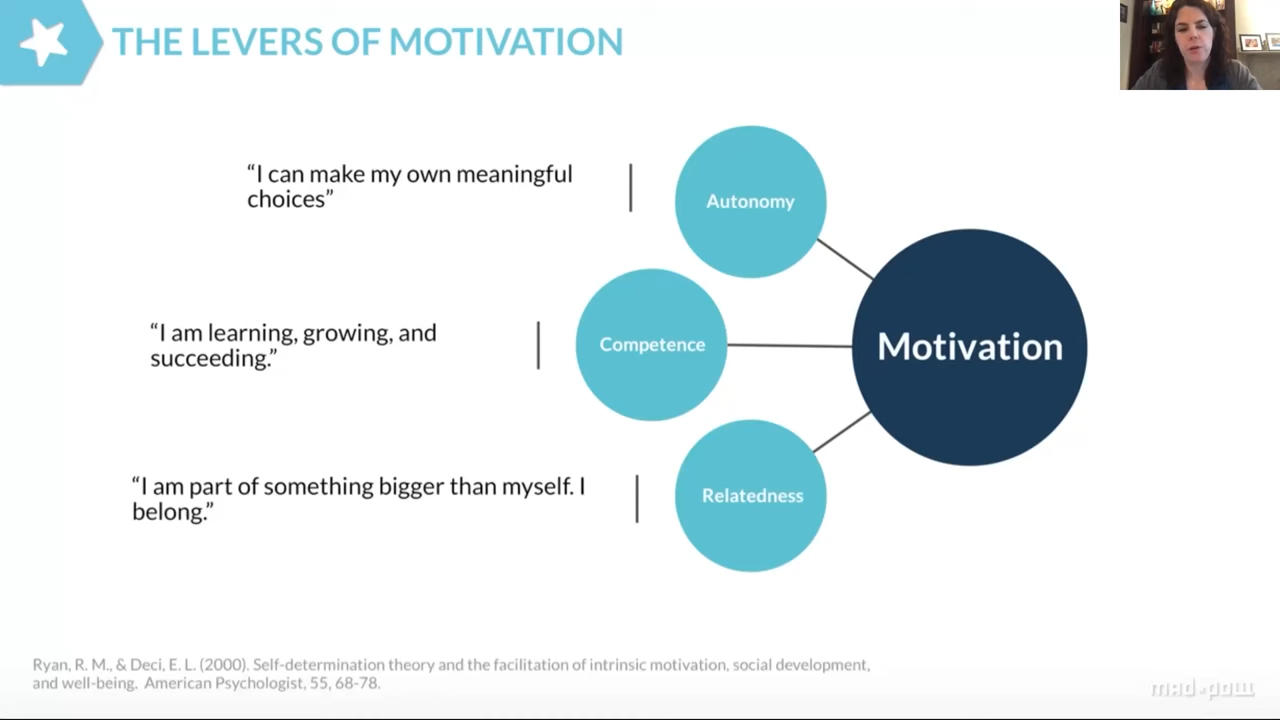 THE LEVERS OF MOTIVATION
“I can make my own meaningful
choices”
Autonomy
“I am learning, growing, and
succeeding.”
Competence
Motivation
“I am part of something bigger than myself. I
belong.”
Relatedness
Ryan, R. M., & Deci, E. L. (2000). Self-determination theory and the facilitation of intrinsic motivation, social development,
and well-being. American Psychologist, 55, 68-78.
mad*pow